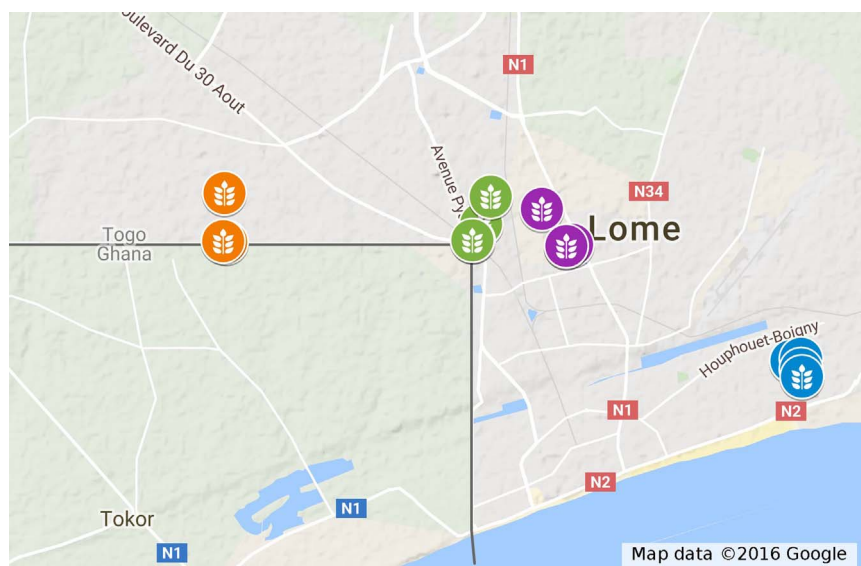 oulevard Du 30 Aout
N1
Avenue Py
N34
Togo
Ghana
Lome
Houphouet-Boigny
N1
N2
N2
Tokor
N1
N1
Map data ©2016 Google